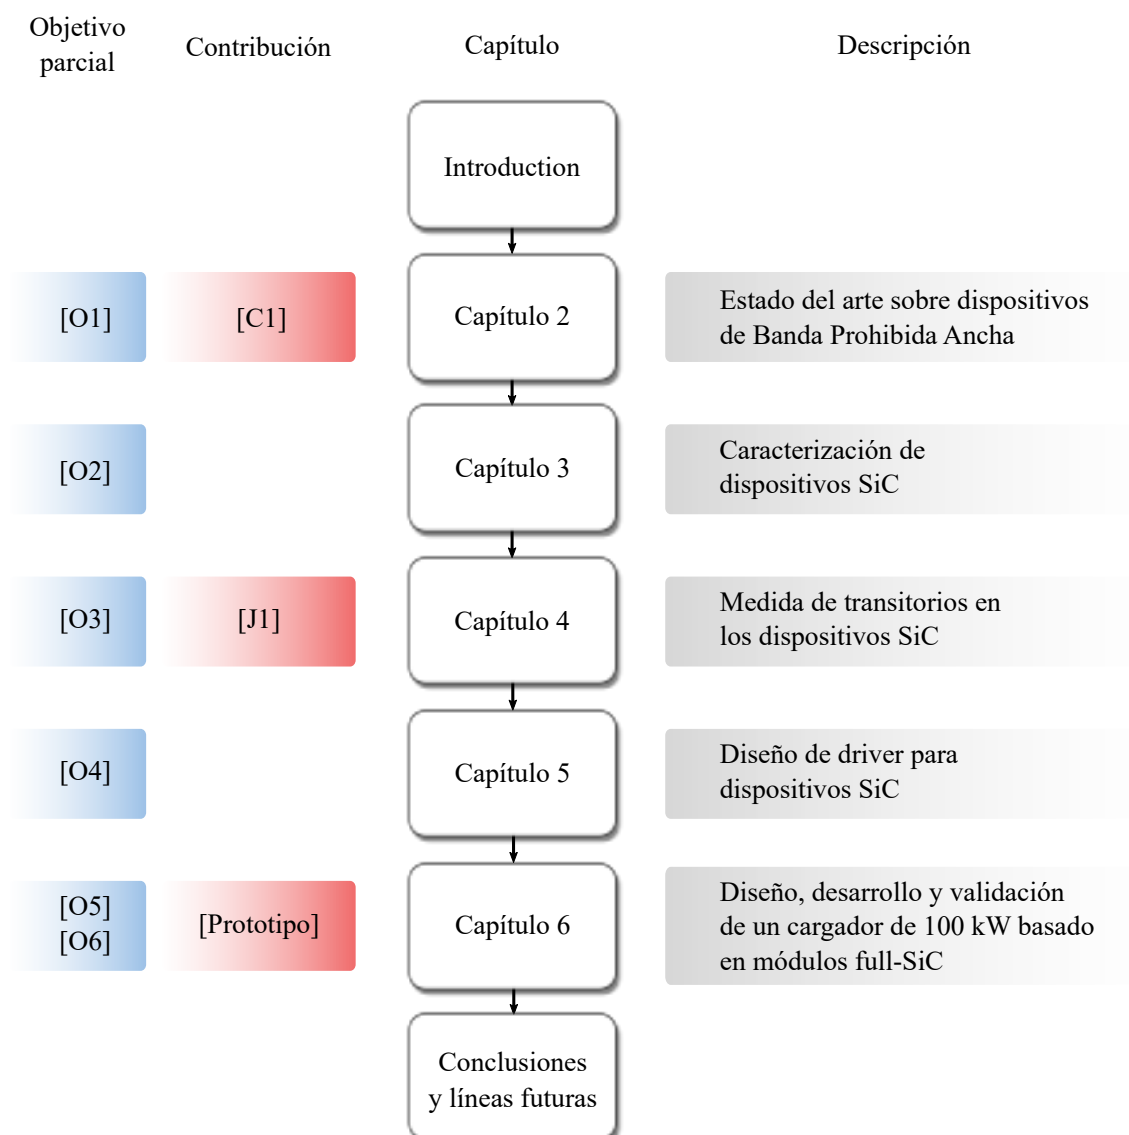 Objetivo
parcial
Contribución
Capítulo
Descripción
Introduction
[O1]
[C1]
Capítulo 2
Estado del arte sobre dispositivos
de Banda Prohibida Ancha
[O2]
Capítulo 3
Caracterización de
dispositivos SiC
[O3]
[J1]
Capítulo 4
Medida de transitorios en
los dispositivos SiC
[O4]
Capítulo 5
Diseño de driver para
dispositivos SiC
[O5]
[O6]
[Prototipo]
Capítulo 6
Diseño, desarrollo y validación
de un cargador de 100 kW basado
en módulos full-SiC
Conclusiones
y líneas futuras